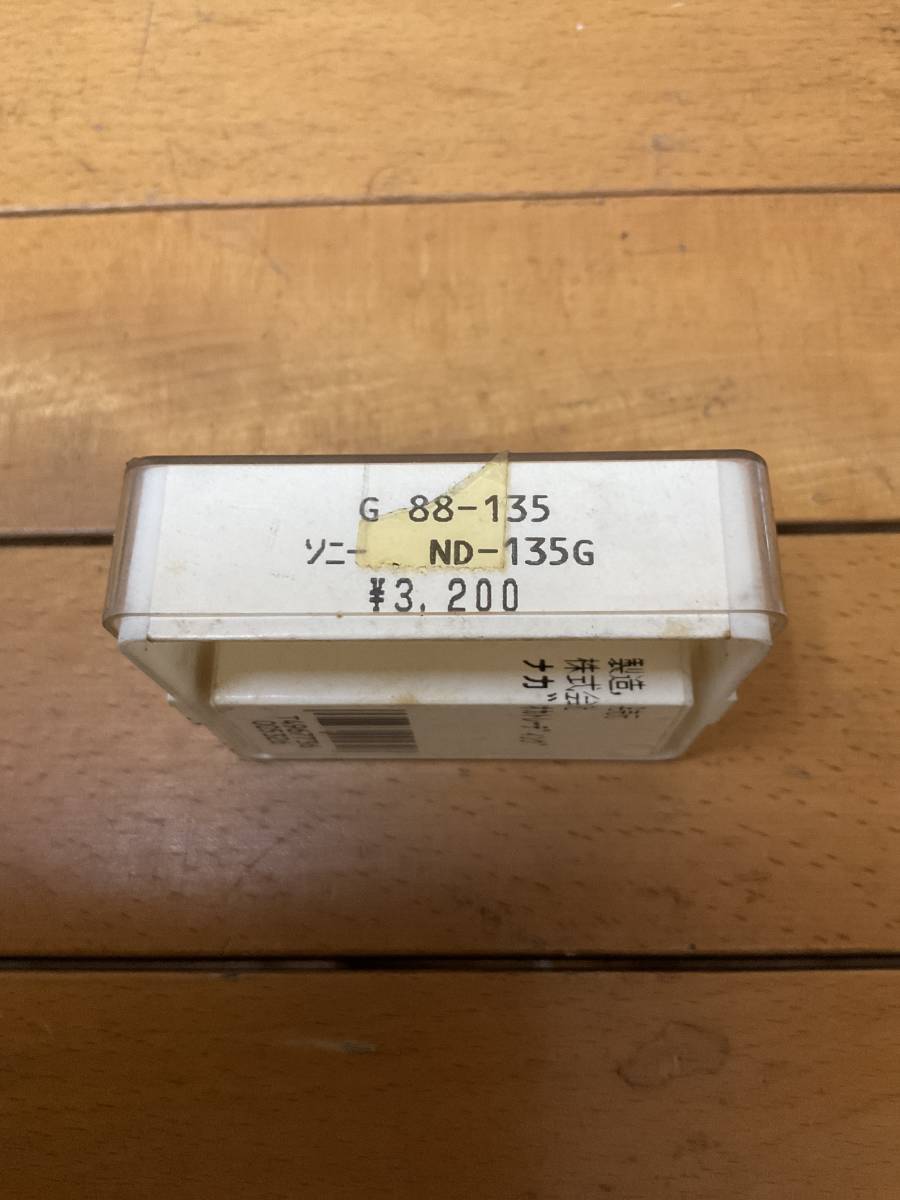 G 88-135
ソニー ND-135G
¥3,200
製造
株式会
ナガ